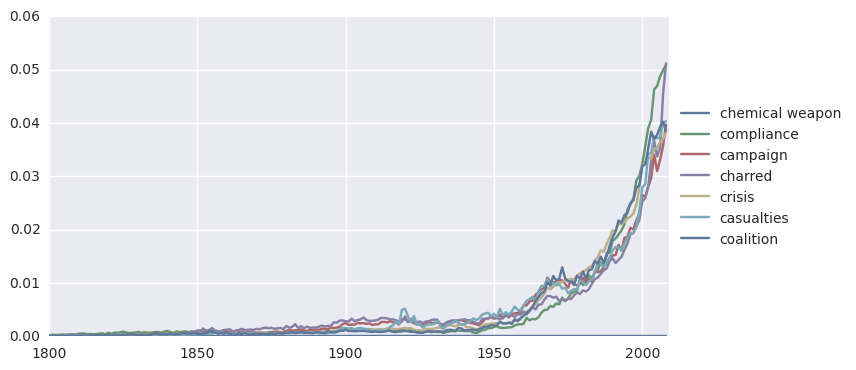 0.06
0.05
0.04
0.03
0.02
0.01
0.00
1800
1850
1900
1950
2000
chemical weapon
compliance
campaign
charred
crisis
casualties
coalition